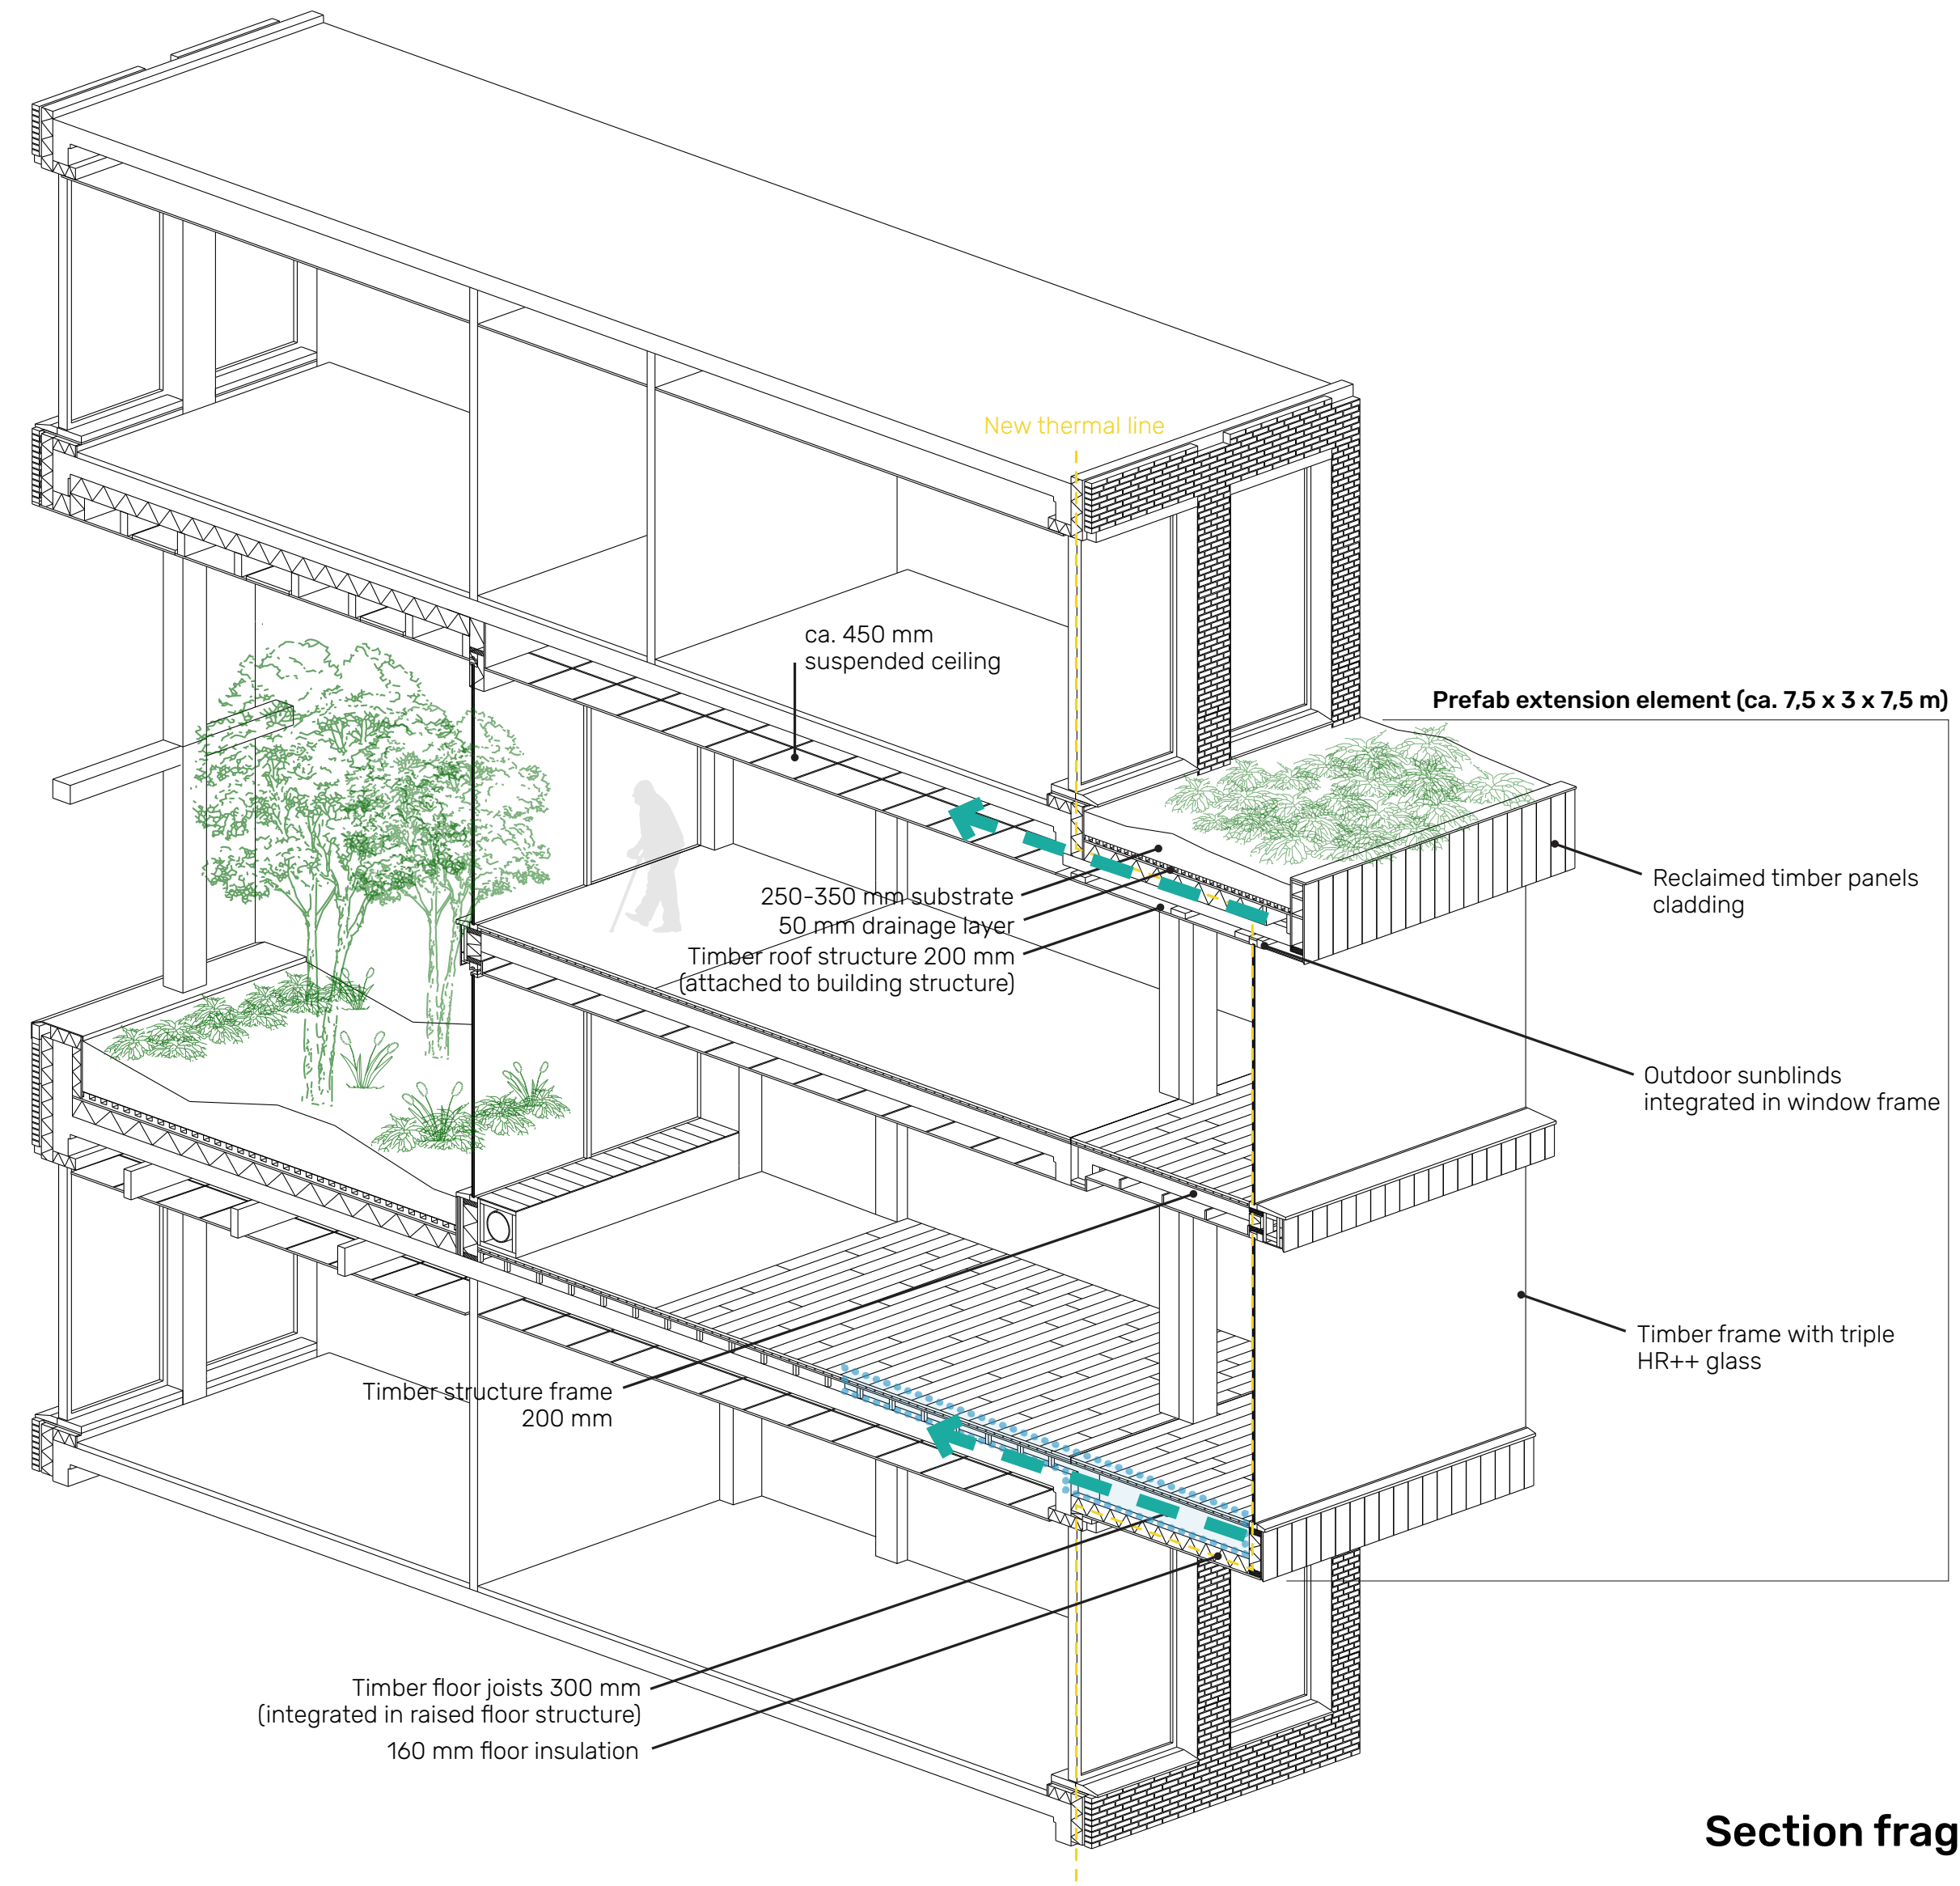 New thermal line
ca. 450 mm
suspended ceiling
Prefab extension element (ca. 7,5 x 3 x 7,5 m)
250-350 mm substrate
50 mm drainage layer
Timber roof structure 200 mm
(attached to building structure)
Reclaimed timber panels
cladding
Outdoor sunblinds
integrated in window frame
Timber frame with triple
HR++ glass
Timber structure frame
200 mm
Timber floor joists 300 mm
(integrated in raised floor structure)
160 mm floor insulation
Section frag